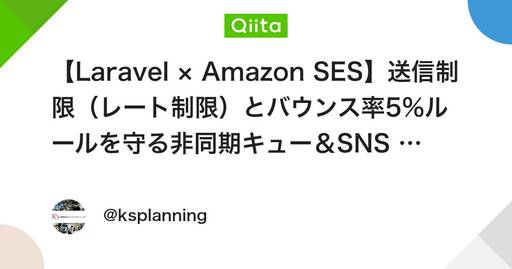 Qiita
【Laravel × Amazon SES】送信制
限（レート制限）とバウンス率5%ル
ールを守る非同期キュー＆SNS …
@ksplanning